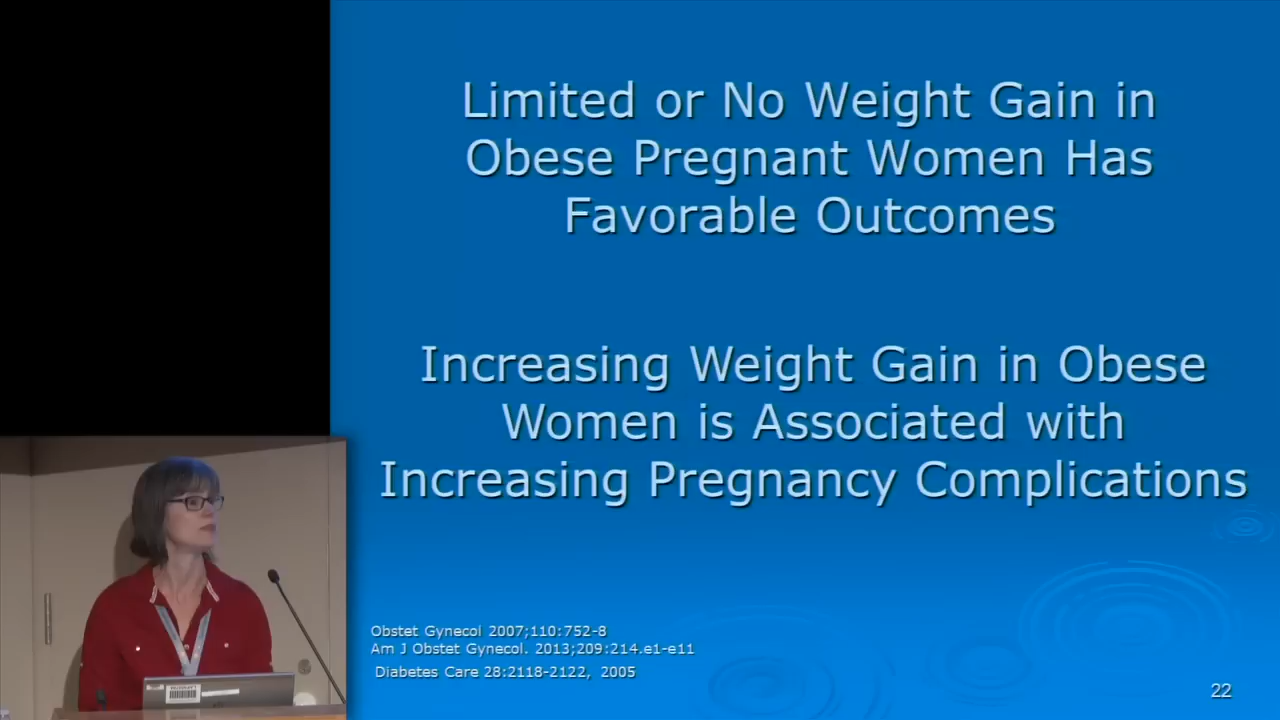 Limited or No Weight Gain in
Obese Pregnant Women Has
Favorable Outcomes
Increasing Weight Gain in Obese
Women is Associated with
Increasing Pregnancy Complications
Obstet Gynecol 2007;110:752-8
Am J Obstet Gynecol. 2013;209:214.e1-e11
Diabetes Care 28:2118-2122, 2005
22